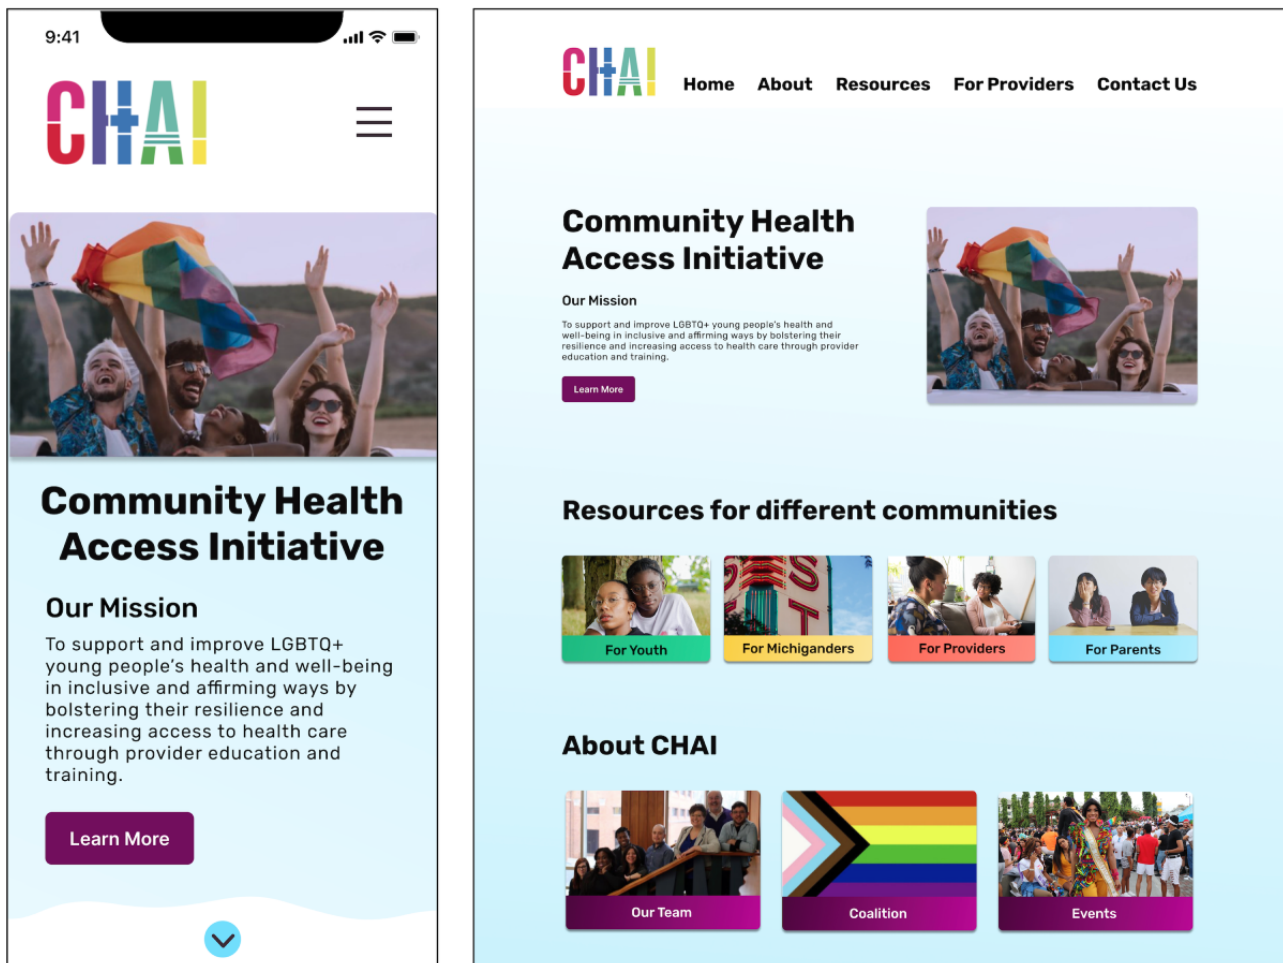 9:41
CHAI
Community Health
Access Initiative
Our Mission
To support and improve LGBTQ+
young people's health and well-being
in inclusive and affirming ways by
bolstering their resilience and
increasing access to health care
through provider education and
training.
Learn More
CHAI
Home About Resources For Providers Contact Us
Community Health
Access Initiative
Our Mission
To support and improve LGBTQ+ young people's health and
well-being in inclusive and affirming ways by bolstering their
resilience and increasing access to health care through provider
education and training.
Learn More
Resources for different communities
ST
For Youth For Michiganders For Providers For Parents
About CHAI
Our Team Coalition Events